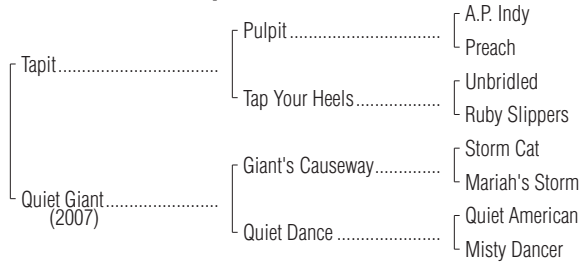 A.P. Indy
Pulpit
Preach
Tapit
Unbridled
Tap Your Heels
Ruby Slippers
Storm Cat
Giant's Causeway
Mariah's Storm
Quiet Giant
(2007)
Quiet American
Quiet Dance
Misty Dancer